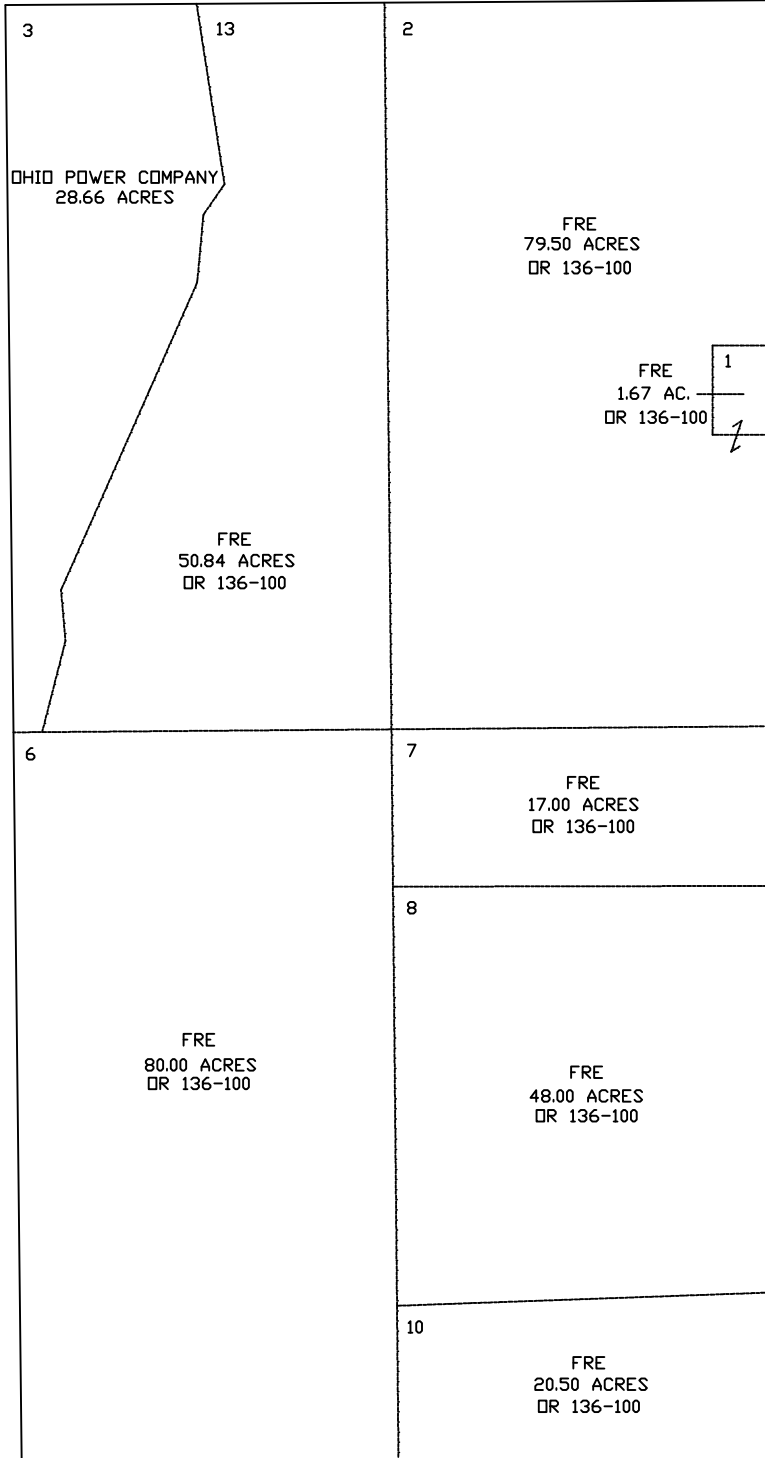 3
13
2
OHIO POWER COMPANY
28.66 ACRES
FRE
79.50 ACRES
OR 136-100
1
FRE
1.67 AC.
OR 136-100
FRE
50.84 ACRES
OR 136-100
6
7
FRE
17.00 ACRES
OR 136-100
8
FRE
80.00 ACRES
OR 136-100
FRE
48.00 ACRES
OR 136-100
10
FRE
20.50 ACRES
OR 136-100